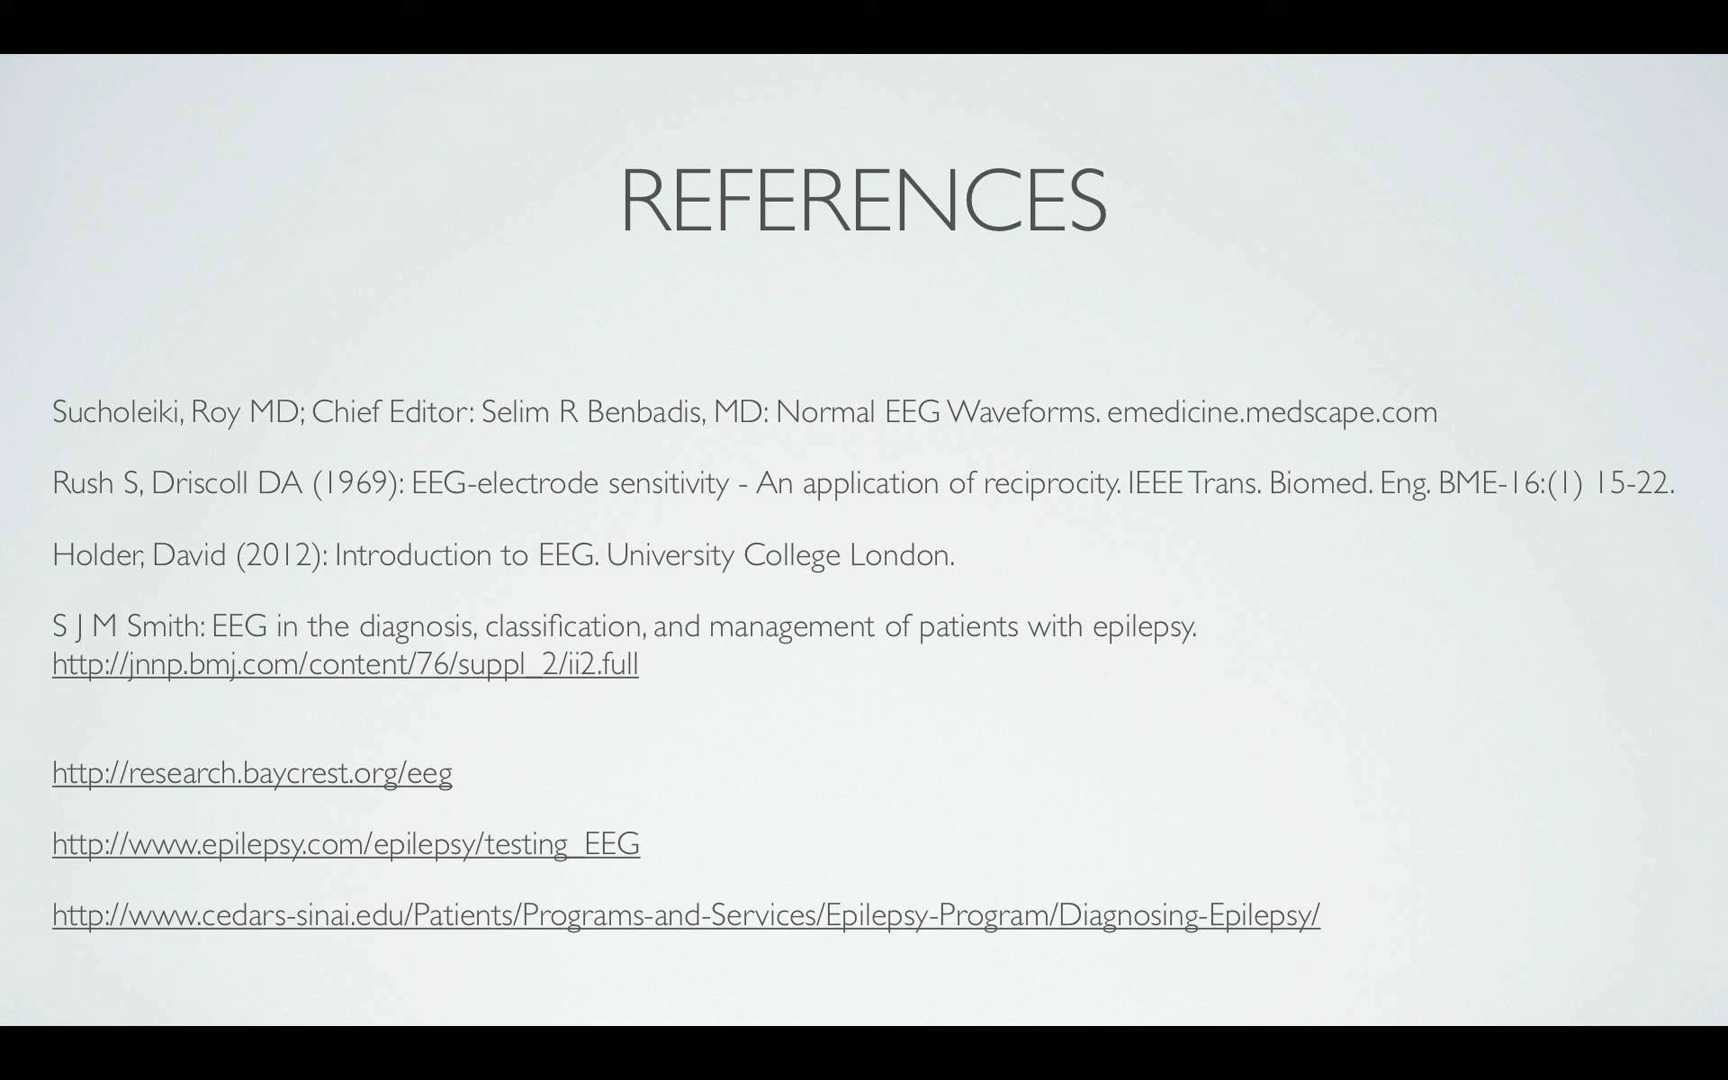 REFERENCES
Sucholeiki, Roy MD; Chief Editor: Selim R Benbadis, MD: Normal EEG Waveforms. emedicine.medscape.com
Rush S, Driscoll DA (1969): EEG-electrode sensitivity - An application of reciprocity. IEEE Trans. Biomed. Eng. BME-16:(1) 15-22.
Holder, David (2012): Introduction to EEG. University College London.
S J M Smith: EEG in the diagnosis, classification, and management of patients with epilepsy.
http://jnnp.bmj.com/content/76/suppl_2/ii2.full
http://research.baycrest.org/eeg
http://www.epilepsy.com/epilepsy/testing_EEG
http://www.cedars-sinai.edu/Patients/Programs-and-Services/Epilepsy-Program/Diagnosing-Epilepsy/